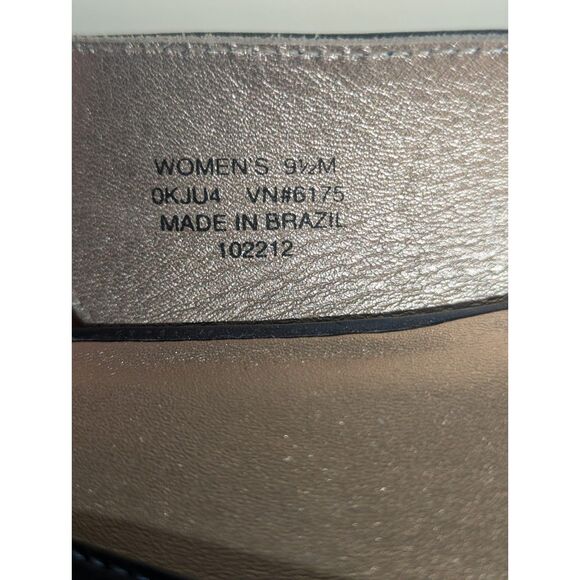 WOMEN'S 9½M
0KJU4 VN#6175
MADE IN BRAZIL
102212